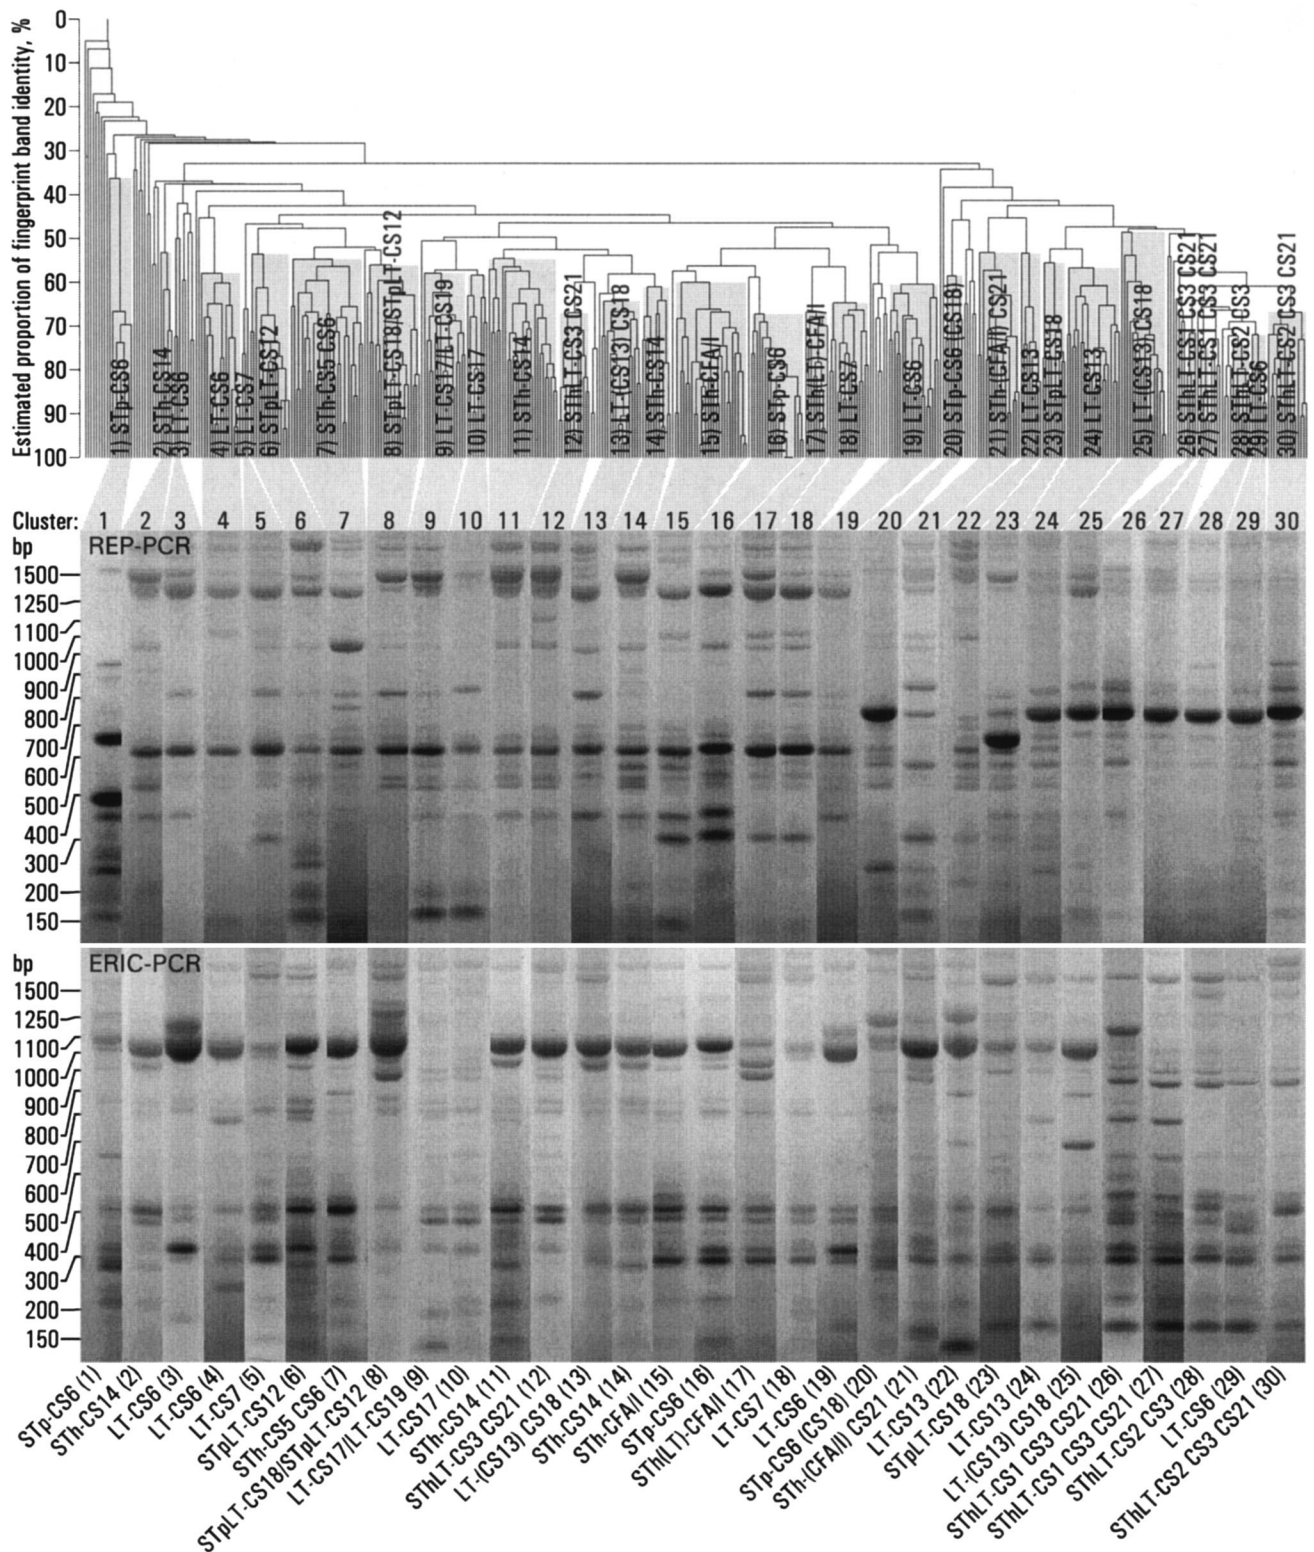 Estimated proportion of fingerprint band identity, %
0
10
20
30
40
50
60
70
80
90
100
1) STp-CS6
2) STh-CS14
3) LT-CS6
4) LT-CS6
5) LT-CS7
6) STpLT-CS12
7) STh-CS5 CS6
8) STpLT-CS18/STpLT-CS12
9) LT-CS17/LT-CS19
10) LT-CS17
11) STh-CS14
12) SThLT-CS3 CS21
13) LT-(CS13) CS18
14) STh-CS14
15) STh-CFA/I
16) STp-CS6
17) STh(LT)-CFA/I
18) LT-CS7
19) LT-CS6
20) STp-CS6 (CS18)
21) STh-(CFA/I) CS21
22) LT-CS13
23) STpLT-CS18
24) LT-CS13
25) LT-(CS13) CS18
26) SThLT-CS1 CS3 CS21
27) SThLT-CS1 CS3 CS21
28) SThLT-CS2 CS3
29) LT-CS6
30) SThLT-CS2 CS3 CS21
Cluster: 1 2 3 4 5 6 7 8 9 10 11 12 13 14 15 16 17 18 19 20 21 22 23 24 25 26 27 28 29 30
bp
REP-PCR
1500
1250
1100
1000
900
800
700
600
500
400
300
200
150
bp
ERIC-PCR
1500
1250
1100
1000
900
800
700
600
500
400
300
200
150
STp-CS6 (1)
STh-CS14 (2)
LT-CS6 (3)
LT-CS6 (4)
LT-CS7 (5)
STpLT-CS12 (6)
STh-CS5 CS6 (7)
STpLT-CS18/STpLT-CS12 (8)
LT-CS17/LT-CS19 (9)
LT-CS17 (10)
STh-CS14 (11)
SThLT-CS3 CS21 (12)
LT-(CS13) CS18 (13)
STh-CS14 (14)
STh-CFA/I (15)
STp-CS6 (16)
STh(LT)-CFA/I (17)
LT-CS7 (18)
LT-CS6 (19)
STp-CS6 (CS18) (20)
STh-(CFA/I) CS21 (21)
LT-CS13 (22)
STpLT-CS18 (23)
LT-CS13 (24)
LT-(CS13) CS18 (25)
SThLT-CS1 CS3 CS21 (26)
SThLT-CS1 CS3 CS21 (27)
SThLT-CS2 CS3 (28)
LT-CS6 (29)
SThLT-CS2 CS3 CS21 (30)